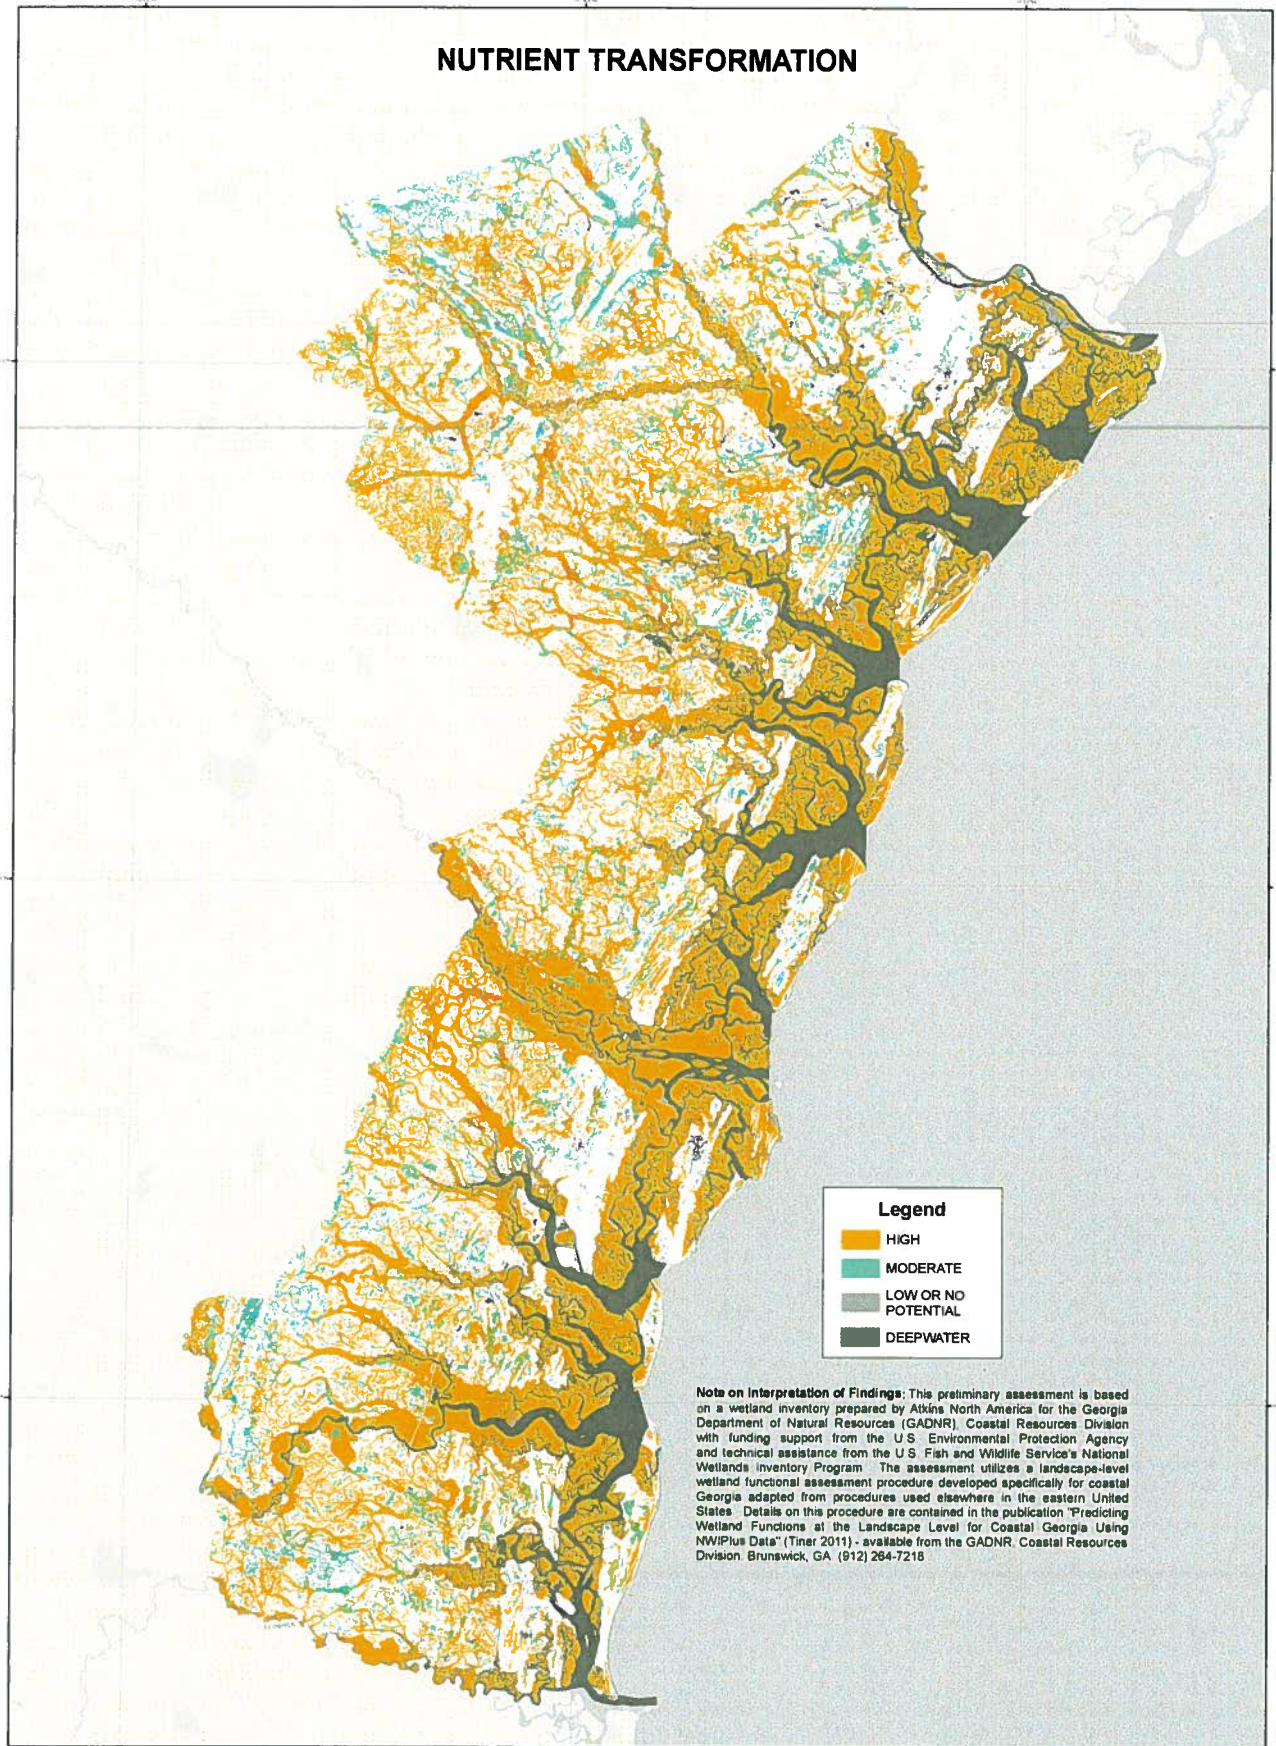 NUTRIENT TRANSFORMATION
Legend
HIGH
MODERATE
LOW OR NO
POTENTIAL
DEEPWATER
Note on Interpretation of Findings: This preliminary assessment is based
on a wetland inventory prepared by Atkins North America for the Georgia
Department of Natural Resources (GADNR), Coastal Resources Division
with funding support from the U.S. Environmental Protection Agency
and technical assistance from the U.S. Fish and Wildlife Service's National
Wetlands Inventory Program. The assessment utilizes a landscape-level
wetland functional assessment procedure developed specifically for coastal
Georgia adapted from procedures used elsewhere in the eastern United
States. Details on this procedure are contained in the publication "Predicting
Wetland Functions at the Landscape Level for Coastal Georgia Using
NWIPlus Data" (Tiner 2011) - available from the GADNR, Coastal Resources
Division, Brunswick, GA (912) 264-7218